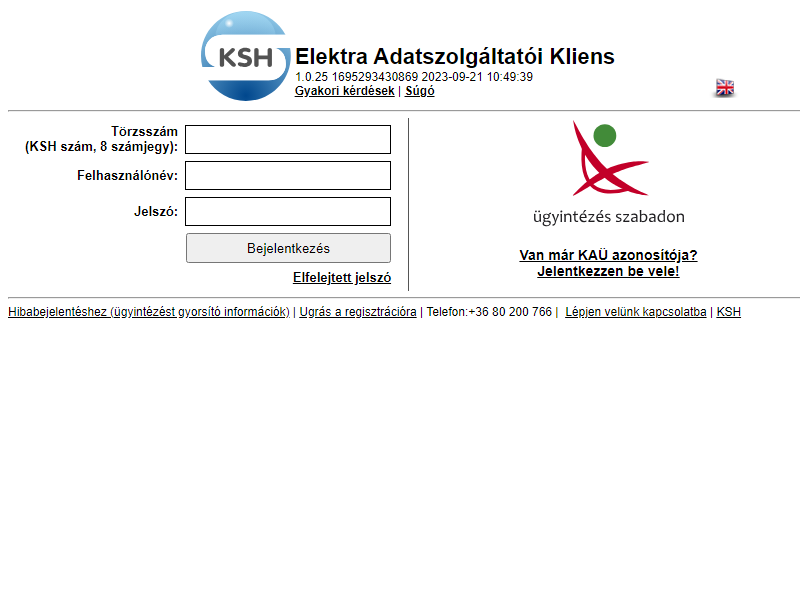 KSH
Elektra Adatszolgáltatói Kliens
1.0.25 1695293430869 2023-09-21 10:49:39
Gyakori kérdések | Súgó
Törzsszám
(KSH szám, 8 számjegy):
Felhasználónév:
Jelszó:
Bejelentkezés
Elfelejtett jelszó
ügyintézés szabadon
Van már KAÜ azonosítója?
Jelentkezzen be vele!
Hibabejelentéshez (ügyintézést gyorsító információk) | Ugrás a regisztrációra | Telefon:+36 80 200 766 | Lépjen velünk kapcsolatba | KSH